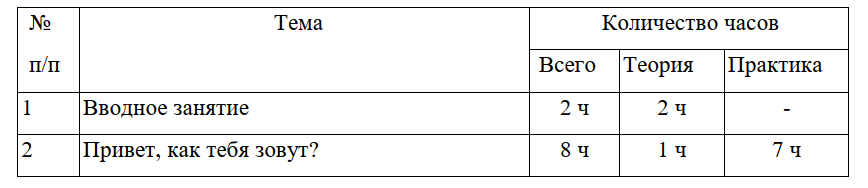 № п/п Тема Количество часов
Всего Теория Практика
1 Вводное занятие 2 ч 2 ч -
2 Привет, как тебя зовут? 8 ч 1 ч 7 ч